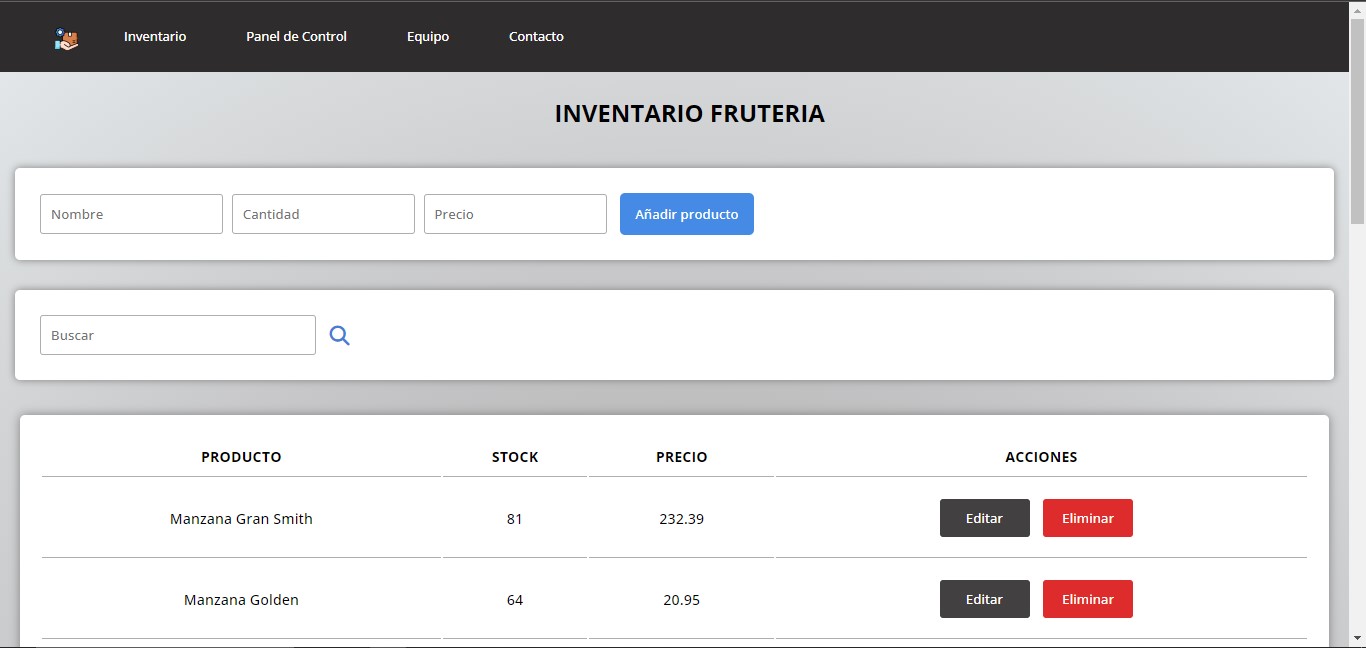 Inventario Panel de Control Equipo Contacto
INVENTARIO FRUTERIA
Nombre Cantidad Precio Añadir producto
Buscar
PRODUCTO STOCK PRECIO ACCIONES
Manzana Gran Smith 81 232.39 Editar Eliminar
Manzana Golden 64 20.95 Editar Eliminar